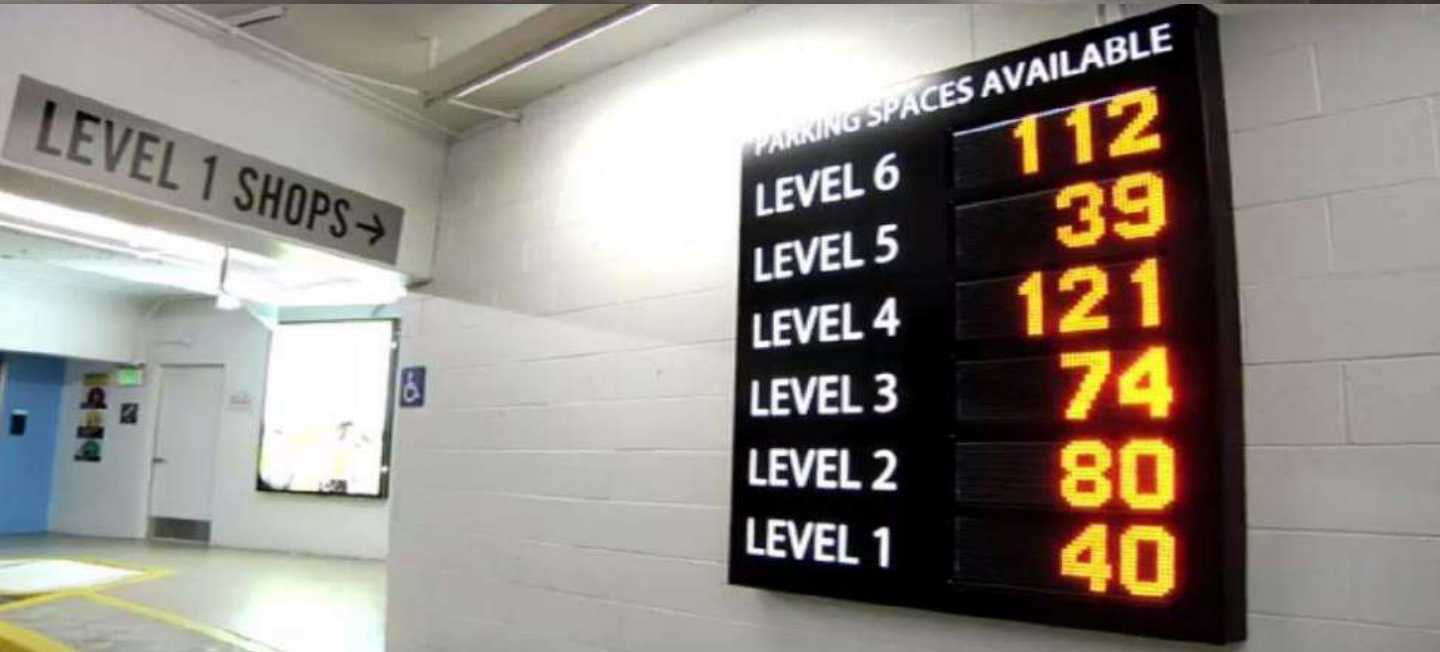 LEVEL 1 SHOPS →
PARKING SPACES AVAILABLE
LEVEL 6 112
LEVEL 5 39
LEVEL 4 121
LEVEL 3 74
LEVEL 2 80
LEVEL 1 40